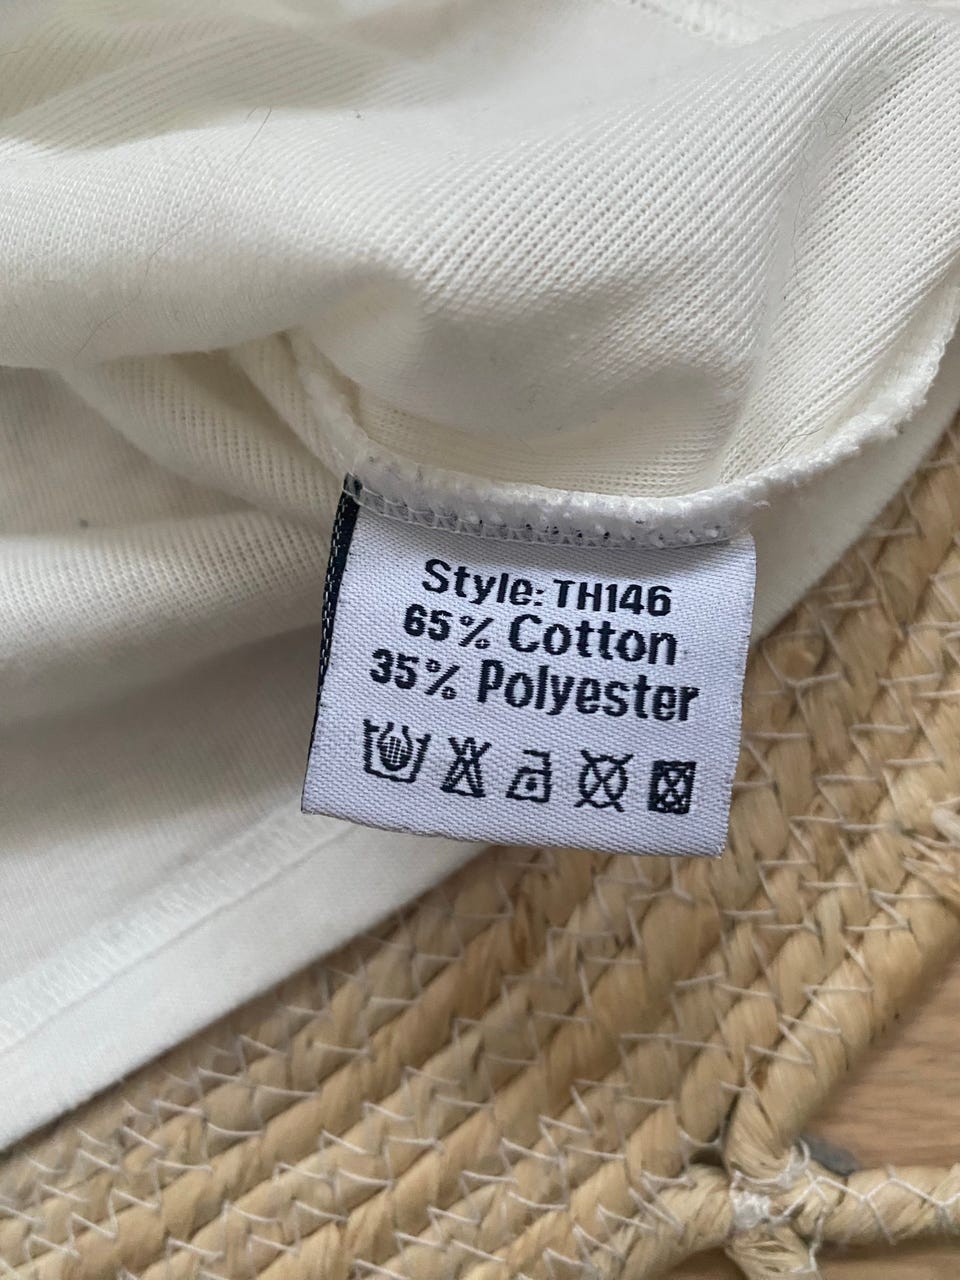 Style: TH146
65% Cotton
35% Polyester